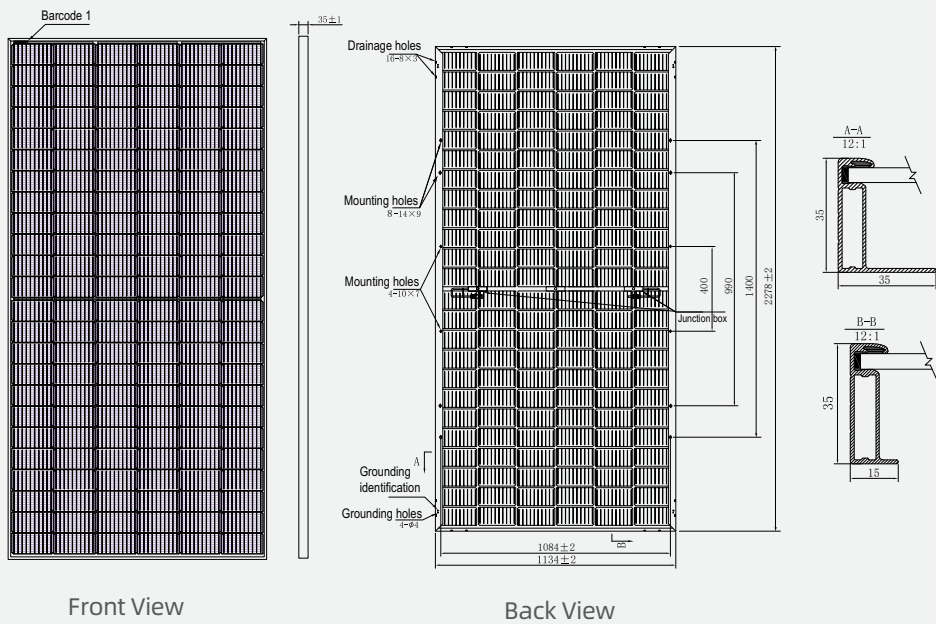 Barcode 1
35±1
Drainage holes
16-8×3
Mounting holes
8-14×9
Mounting holes
4-10×7
Junction box
400
990
1400
2278±2
A
Grounding
identification
Grounding holes
4-φ4
B
1084±2
1134±2
A-A
12:1
35
35
B-B
12:1
35
15
Front View
Back View